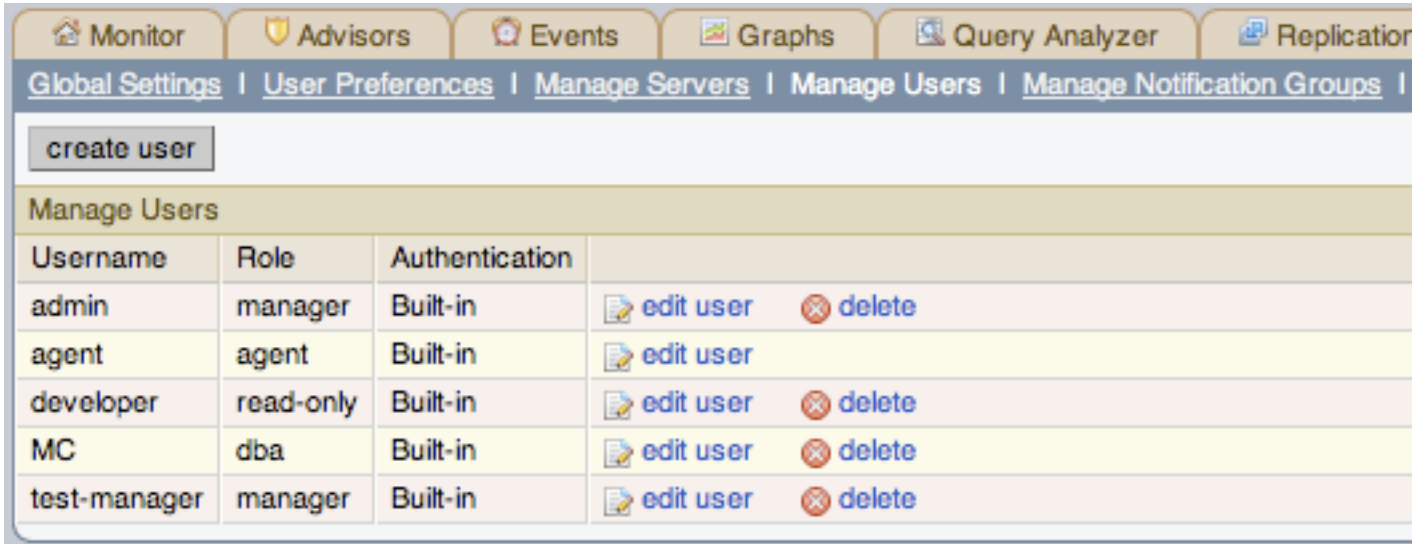 Monitor Advisors Events Graphs Query Analyzer Replication
Global Settings | User Preferences | Manage Servers | Manage Users | Manage Notification Groups |
create user
Manage Users
Username Role Authentication
admin manager Built-in edit user delete
agent agent Built-in edit user
developer read-only Built-in edit user delete
MC dba Built-in edit user delete
test-manager manager Built-in edit user delete